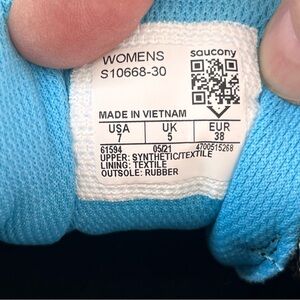 WOMENS saucony
S10668-30
MADE IN VIETNAM
USA UK EUR
7 5 38
61594 05/21 4700515268
UPPER: SYNTHETIC/TEXTILE
LINING: TEXTILE
OUTSOLE: RUBBER